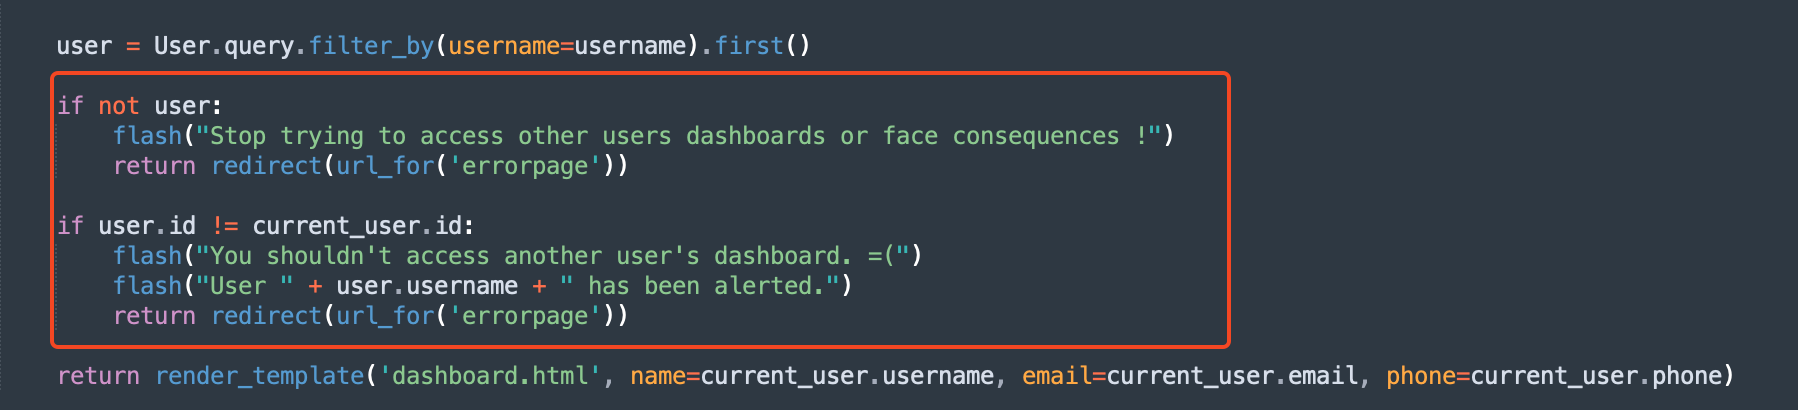 user = User.query.filter_by(username=username).first()
if not user:
flash("Stop trying to access other users dashboards or face consequences !")
return redirect(url_for('errorpage'))
if user.id != current_user.id:
flash("You shouldn't access another user's dashboard. =(")
flash("User " + user.username + " has been alerted.")
return redirect(url_for('errorpage'))
return render_template('dashboard.html', name=current_user.username, email=current_user.email, phone=current_user.phone)